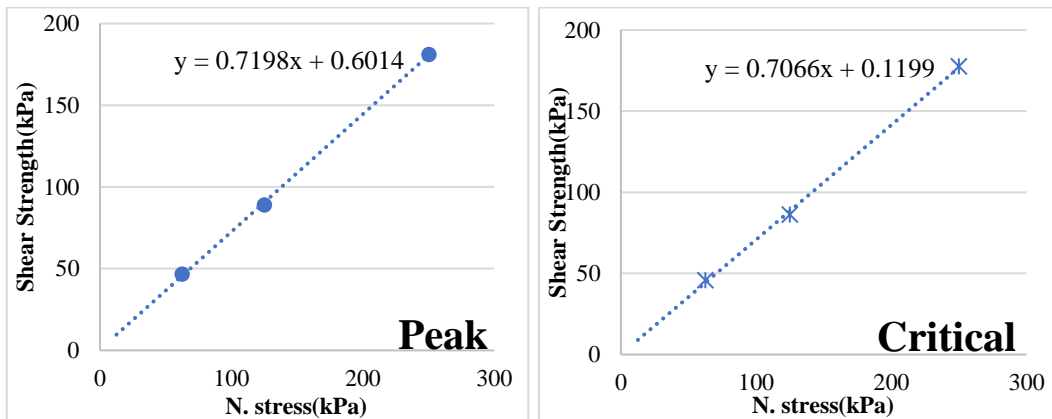 Shear Strength(kPa)
200
150
100
50
0
y = 0.7198x + 0.6014
Peak
0 100 200 300
N. stress(kPa)
Shear Strength(kPa)
200
150
100
50
0
y = 0.7066x + 0.1199
Critical
0 100 200 300
N. stress(kPa)